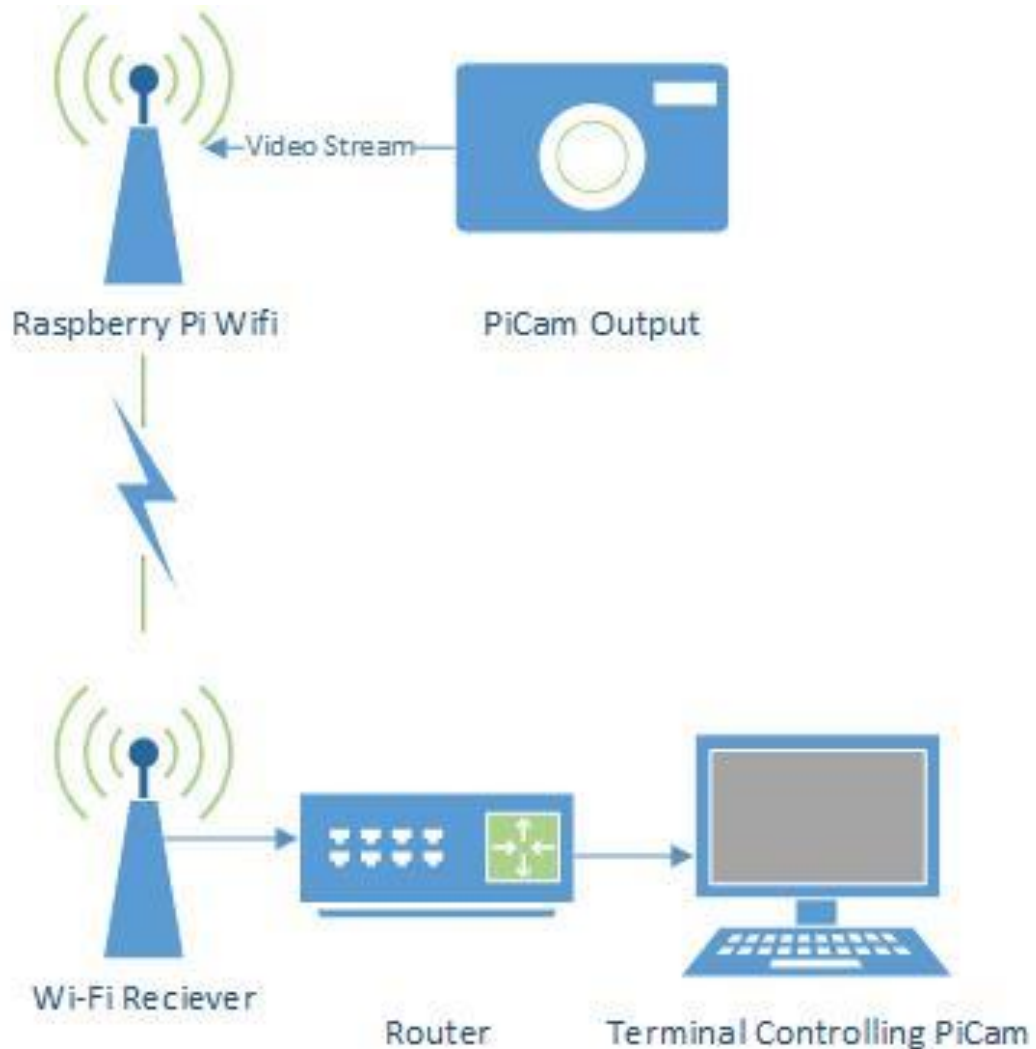 Video Stream
Raspberry Pi Wifi
PiCam Output
Wi-Fi Reciever
Router
Terminal Controlling PiCam